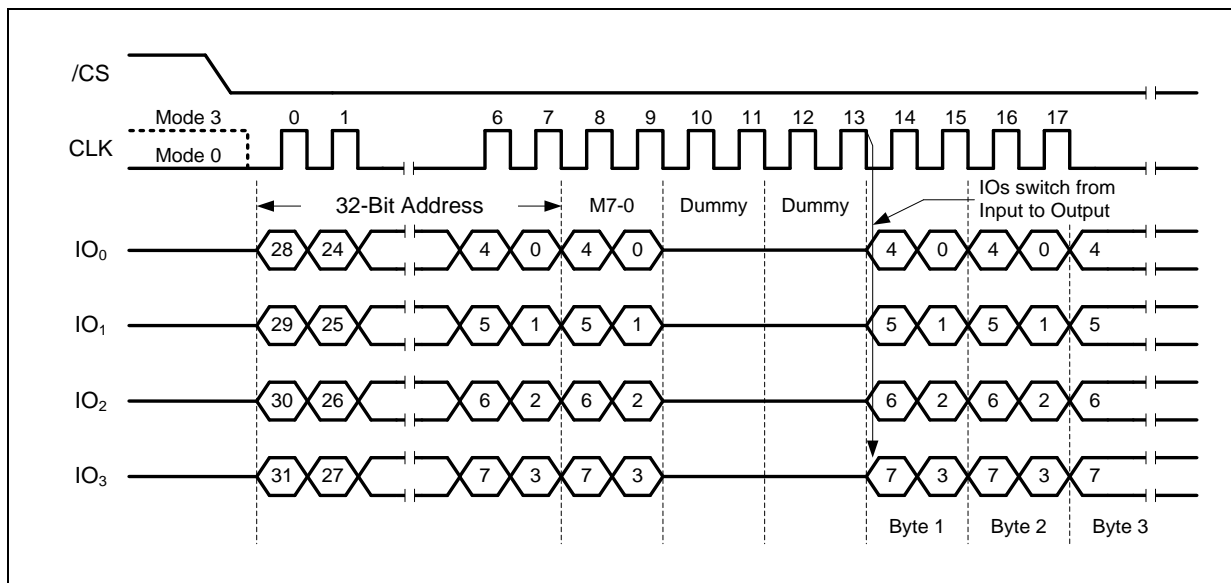 /CS
Mode 3 0 1 6 7 8 9 10 11 12 13 14 15 16 17
CLK
Mode 0
IOs switch from
Input to Output
32-Bit Address M7-0 Dummy Dummy
IO₀ 28 24 4 0 4 0 4 0 4 0 4
IO₁ 29 25 5 1 5 1 5 1 5 1 5
IO₂ 30 26 6 2 6 2 6 2 6 2 6
IO₃ 31 27 7 3 7 3 7 3 7 3 7
Byte 1 Byte 2 Byte 3